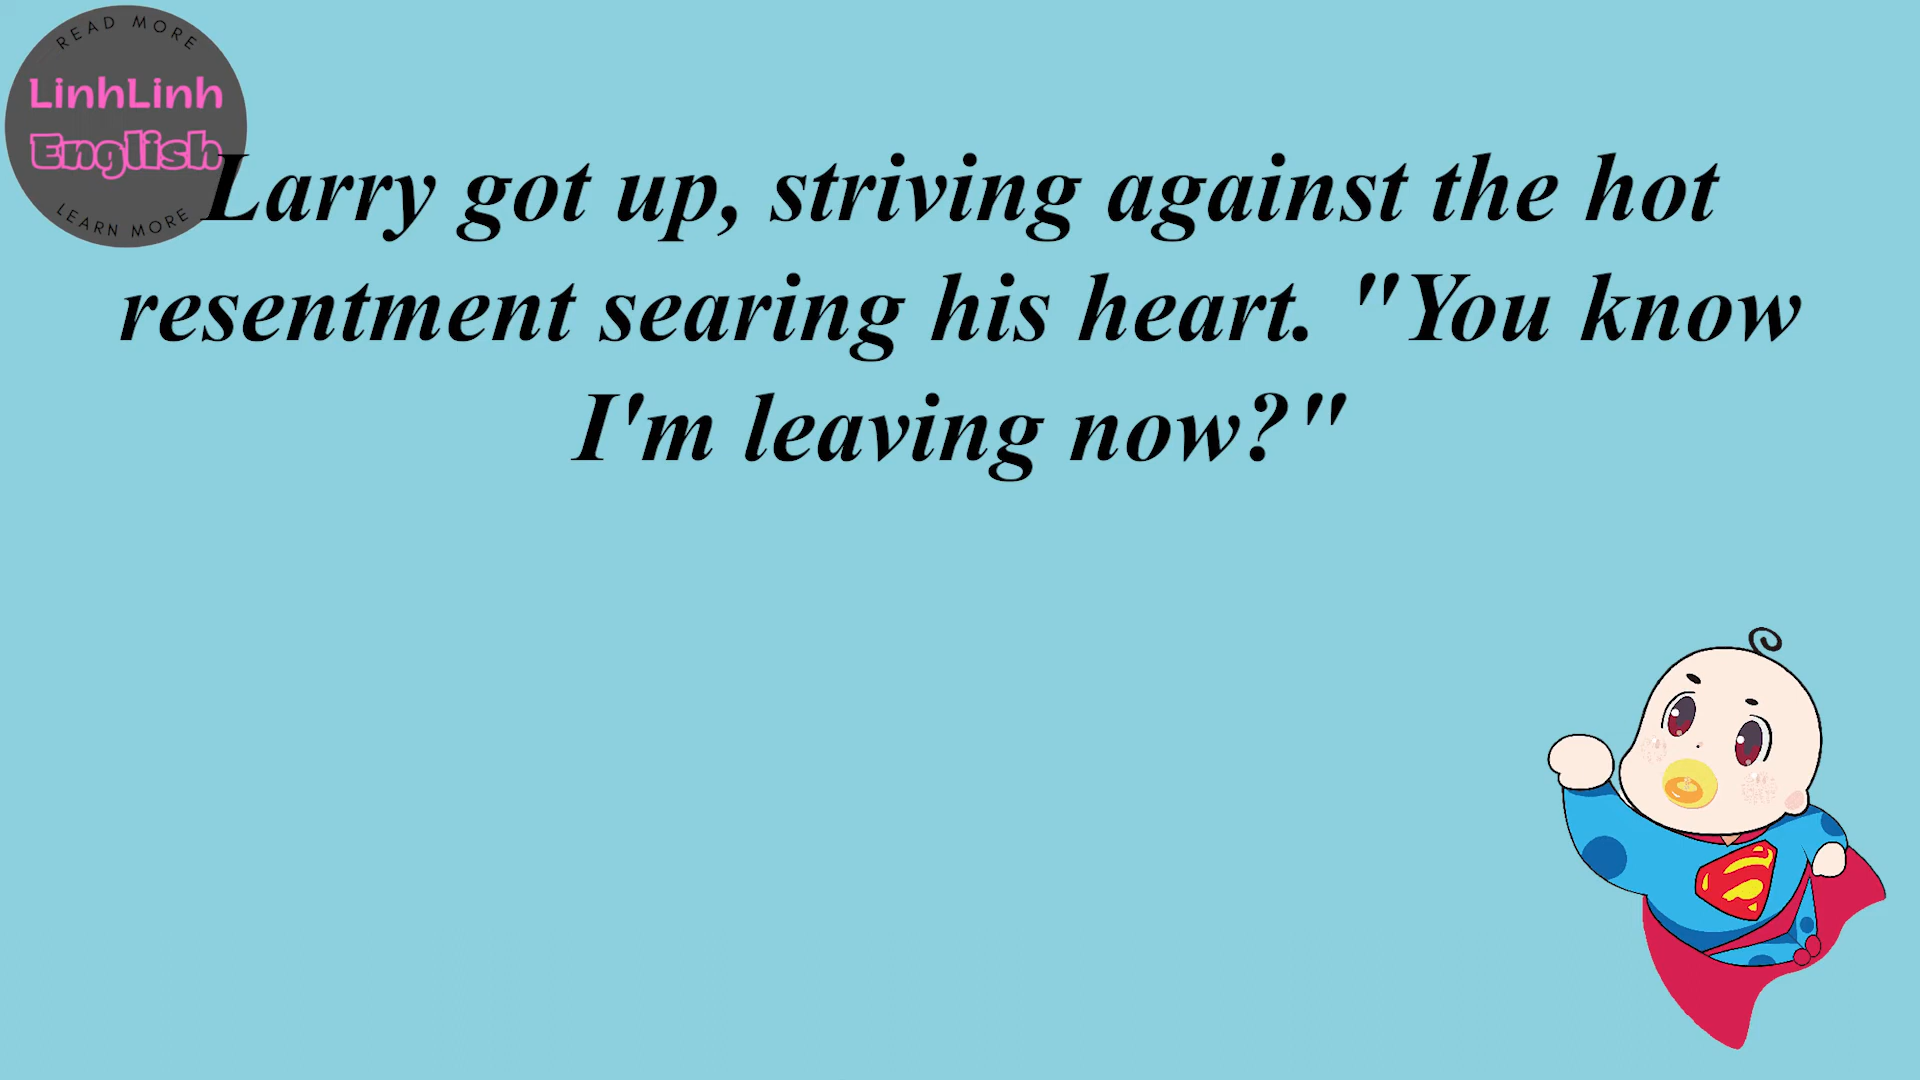 READ MORE
LinhLinh
English
LEARN MORE
Larry got up, striving against the hot
resentment searing his heart. "You know
I'm leaving now?"